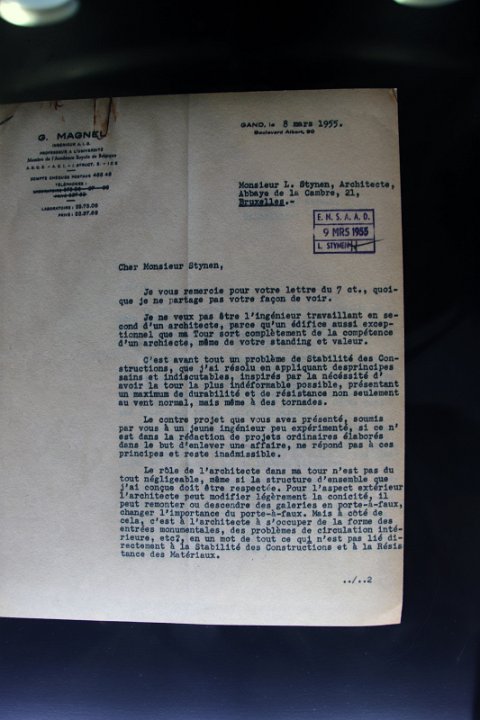 G. MAGNEL
INGÉNIEUR A.I.G.
PROFESSEUR A L'UNIVERSITÉ
Membre de l'Académie Royale de Belgique
COMPTE CHÈQUES POSTAUX
TÉLÉPHONE :
LABORATOIRE : 
PRIVÉ : 
GAND, le 8 mars 1955.
Boulevard Albert, 99
Monsieur L. Stynen, Architecte,
Abbaye de la Cambre, 21,
Bruxelles.-
E. N. S. A. A. D.
9 MRS 1955
L. STYNEN
Cher Monsieur Stynen,
Je vous remercie pour votre lettre du 7 ct., quoi-
que je ne partage pas votre façon de voir.
Je ne veux pas être l'ingénieur travaillant en se-
cond d'un architecte, parce qu'un édifice aussi excep-
tionnel que ma Tour sort complètement de la compétence
d'un archiecte, même de votre standing et valeur.
C'est avant tout un problème de Stabilité des Con-
structions, que j'ai résolu en appliquant desprincipes
sains et indiscutables, inspirés par la nécessité d'
avoir la tour la plus indéformable possible, présentant
un maximum de durabilité et de résistance non seulement
au vent normal, mais même à des tornades.
Le contre projet que vous avez présenté, soumis
par vous à un jeune ingénieur peu expérimenté, si ce n'
est dans la rédaction de projets ordinaires élaborés
dans le but d'enlever une affaire, ne répond pas à ces
principes et reste inadmissible.
Le rôle de l'architecte dans ma tour n'est pas du
tout négligeable, même si la structure d'ensemble que
j'ai conçue doit être respectée. Pour l'aspect extérieur
l'architecte peut modifier légèrement la conicité, il
peut remonter ou descendre des galeries en porte-à-faux,
changer l'importance du porte-à-faux. Mais à côté de
cela, c'est à l'architecte à s'occuper de la forme des
entrées monumentales, des problèmes de circulation inté-
rieure, etc?, en un mot de tout ce qui n'est pas lié di-
rectement à la Stabilité des Constructions et à la Résis
tance des Matériaux.
../..2